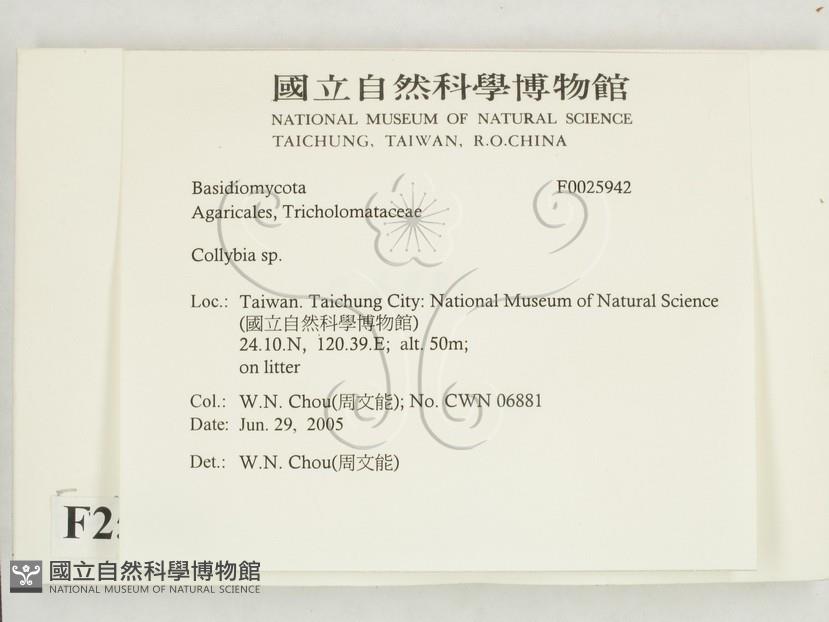 國立自然科學博物館
NATIONAL MUSEUM OF NATURAL SCIENCE
TAICHUNG, TAIWAN, R.O.CHINA
Basidiomycota F0025942
Agaricales, Tricholomataceae
Collybia sp.
Loc.: Taiwan. Taichung City: National Museum of Natural Science
(國立自然科學博物館)
24.10.N, 120.39.E; alt. 50m;
on litter
Col.: W.N. Chou(周文能); No. CWN 06881
Date: Jun. 29, 2005
Det.: W.N. Chou(周文能)
F2
國立自然科學博物館
NATIONAL MUSEUM OF NATURAL SCIENCE